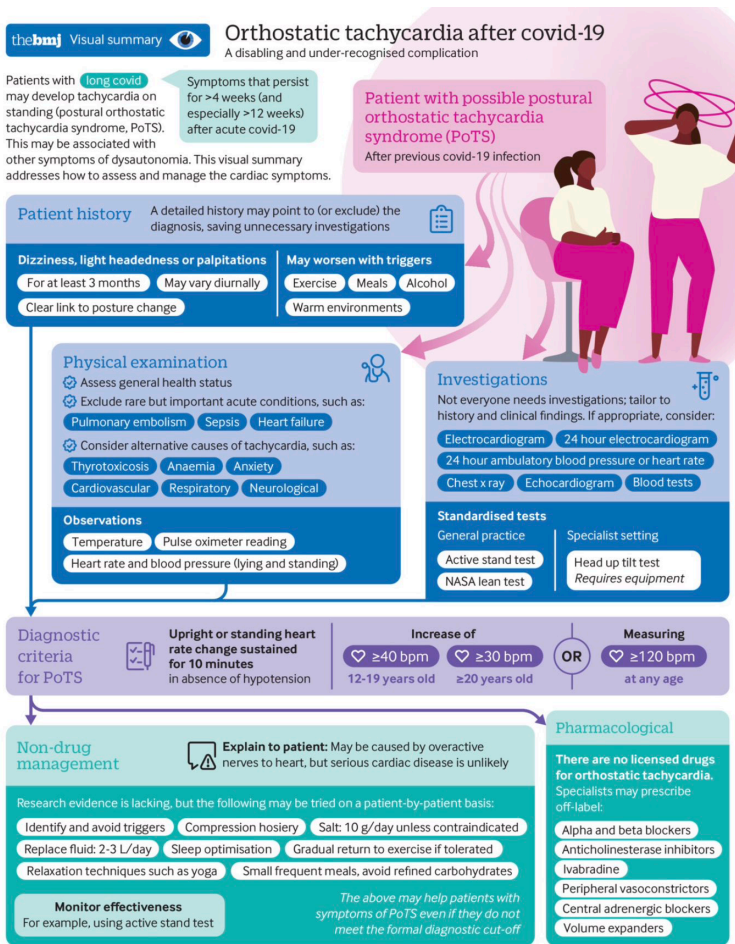 thebmj Visual summary
Orthostatic tachycardia after covid-19
A disabling and under-recognised complication
Patients with long covid
may develop tachycardia on
standing (postural orthostatic
tachycardia syndrome, PoTS).
This may be associated with
other symptoms of dysautonomia. This visual summary
addresses how to assess and manage the cardiac symptoms.
Symptoms that persist
for >4 weeks (and
especially >12 weeks)
after acute covid-19
Patient with possible postural
orthostatic tachycardia
syndrome (PoTS)
After previous covid-19 infection
Patient history
A detailed history may point to (or exclude) the
diagnosis, saving unnecessary investigations
Dizziness, light headedness or palpitations
For at least 3 months
May vary diurnally
Clear link to posture change
May worsen with triggers
Exercise
Meals
Alcohol
Warm environments
Physical examination
Assess general health status
Exclude rare but important acute conditions, such as:
Pulmonary embolism
Sepsis
Heart failure
Consider alternative causes of tachycardia, such as:
Thyrotoxicosis
Anaemia
Anxiety
Cardiovascular
Respiratory
Neurological
Observations
Temperature
Pulse oximeter reading
Heart rate and blood pressure (lying and standing)
Investigations
Not everyone needs investigations; tailor to
history and clinical findings. If appropriate, consider:
Electrocardiogram
24 hour electrocardiogram
24 hour ambulatory blood pressure or heart rate
Chest x ray
Echocardiogram
Blood tests
Standardised tests
General practice
Active stand test
NASA lean test
Specialist setting
Head up tilt test
Requires equipment
Diagnostic
criteria
for PoTS
Upright or standing heart
rate change sustained
for 10 minutes
in absence of hypotension
Increase of
≥40 bpm
12-19 years old
≥30 bpm
≥20 years old
OR
Measuring
≥120 bpm
at any age
Non-drug
management
Explain to patient: May be caused by overactive
nerves to heart, but serious cardiac disease is unlikely
Research evidence is lacking, but the following may be tried on a patient-by-patient basis:
Identify and avoid triggers
Compression hosiery
Salt: 10 g/day unless contraindicated
Replace fluid: 2-3 L/day
Sleep optimisation
Gradual return to exercise if tolerated
Relaxation techniques such as yoga
Small frequent meals, avoid refined carbohydrates
Monitor effectiveness
For example, using active stand test
The above may help patients with
symptoms of PoTS even if they do not
meet the formal diagnostic cut-off
Pharmacological
There are no licensed drugs
for orthostatic tachycardia.
Specialists may prescribe
off-label:
Alpha and beta blockers
Anticholinesterase inhibitors
Ivabradine
Peripheral vasoconstrictors
Central adrenergic blockers
Volume expanders